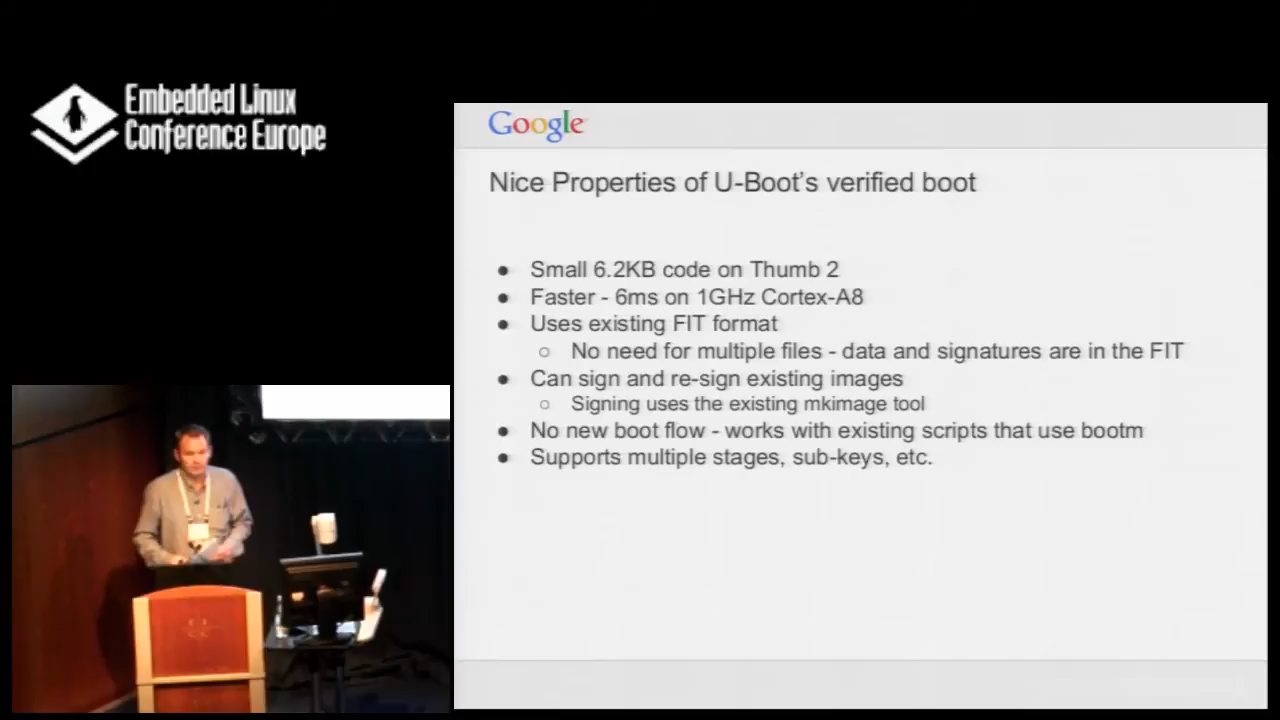 Embedded Linux
Conference Europe
Google
Nice Properties of U-Boot's verified boot
● Small 6.2KB code on Thumb 2
● Faster - 6ms on 1GHz Cortex-A8
● Uses existing FIT format
○ No need for multiple files - data and signatures are in the FIT
● Can sign and re-sign existing images
○ Signing uses the existing mkimage tool
● No new boot flow - works with existing scripts that use bootm
● Supports multiple stages, sub-keys, etc.